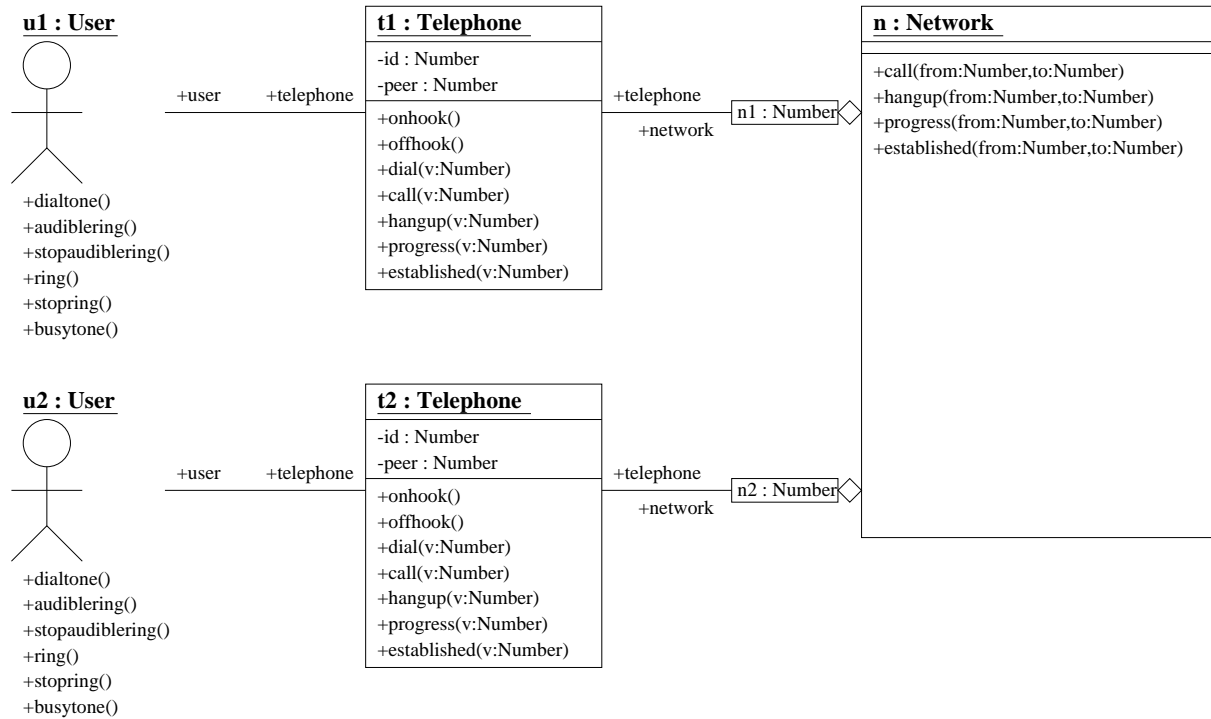 u1 : User
+dialtone()
+audiblering()
+stopaudiblering()
+ring()
+stopring()
+busytone()
+user
+telephone
t1 : Telephone
-id : Number
-peer : Number
+onhook()
+offhook()
+dial(v:Number)
+call(v:Number)
+hangup(v:Number)
+progress(v:Number)
+established(v:Number)
+telephone
+network
n1 : Number
n : Network
+call(from:Number,to:Number)
+hangup(from:Number,to:Number)
+progress(from:Number,to:Number)
+established(from:Number,to:Number)
u2 : User
+dialtone()
+audiblering()
+stopaudiblering()
+ring()
+stopring()
+busytone()
+user
+telephone
t2 : Telephone
-id : Number
-peer : Number
+onhook()
+offhook()
+dial(v:Number)
+call(v:Number)
+hangup(v:Number)
+progress(v:Number)
+established(v:Number)
+telephone
+network
n2 : Number